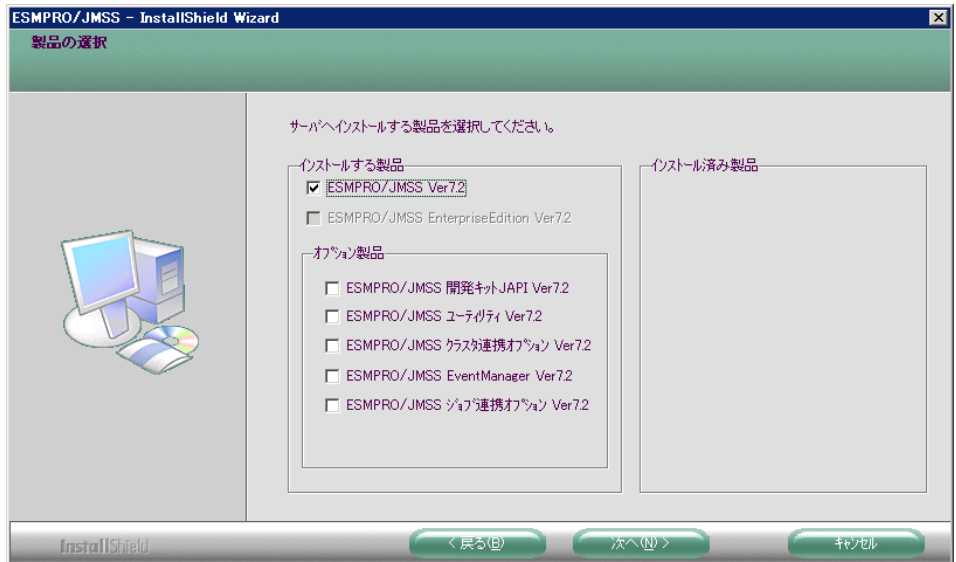 ESMPRO/JMSS - InstallShield Wizard
製品の選択
ｻｰﾊﾞへｲﾝｽﾄｰﾙする製品を選択してください。
ｲﾝｽﾄｰﾙする製品
ESMPRO/JMSS Ver7.2
ESMPRO/JMSS EnterpriseEdition Ver7.2
ｵﾌﾟｼｮﾝ製品
ESMPRO/JMSS 開発ｷｯﾄJAPI Ver7.2
ESMPRO/JMSS ﾕｰﾃｨﾘﾃｨ Ver7.2
ESMPRO/JMSS ｸﾗｽﾀ連携ｵﾌﾟｼｮﾝ Ver7.2
ESMPRO/JMSS EventManager Ver7.2
ESMPRO/JMSS ｼﾞｮﾌﾞ連携ｵﾌﾟｼｮﾝ Ver7.2
ｲﾝｽﾄｰﾙ済み製品
InstallShield
< 戻る(B)
次へ(N) >
ｷｬﾝｾﾙ